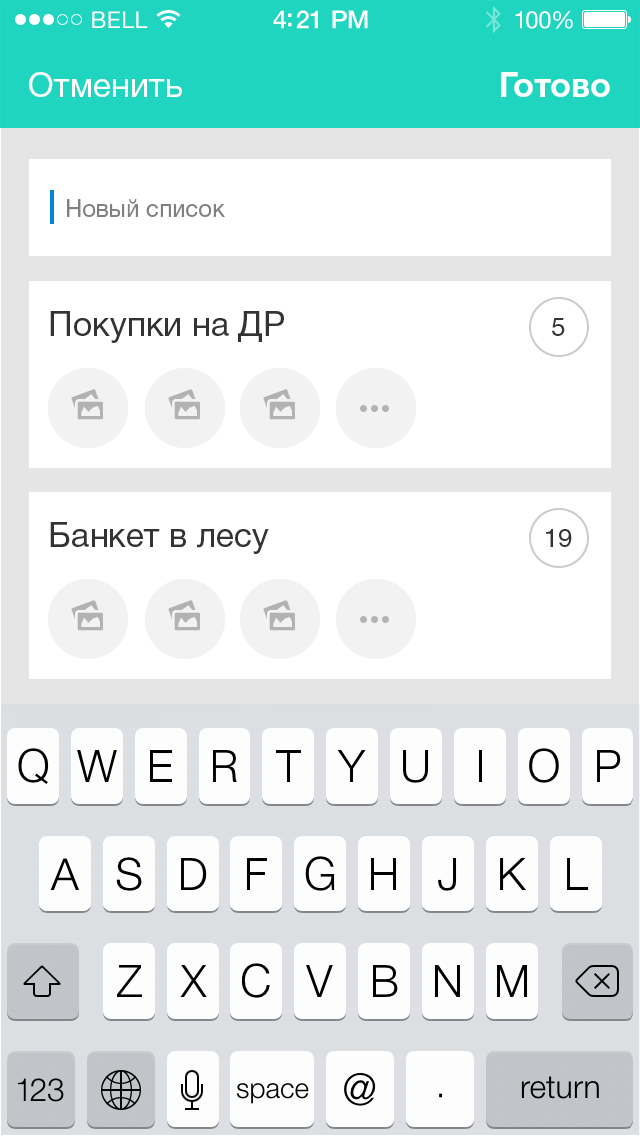 BELL 4:21 PM 100%
Отменить Готово
Новый список
Покупки на ДР 5
Банкет в лесу 19
Q W E R T Y U I O P
A S D F G H J K L
Z X C V B N M
123 space @ . return